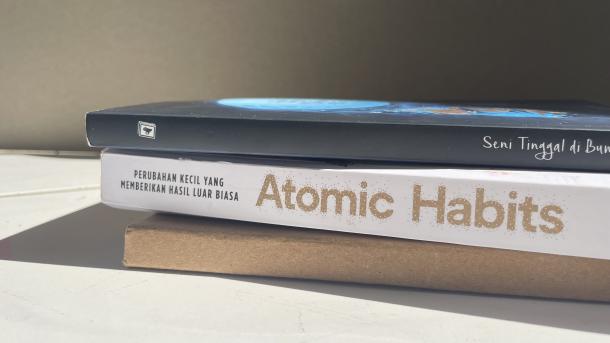 Seni Tinggal di Bum
PERUBAHAN KECIL YANG
MEMBERIKAN HASIL LUAR BIASA
Atomic Habits